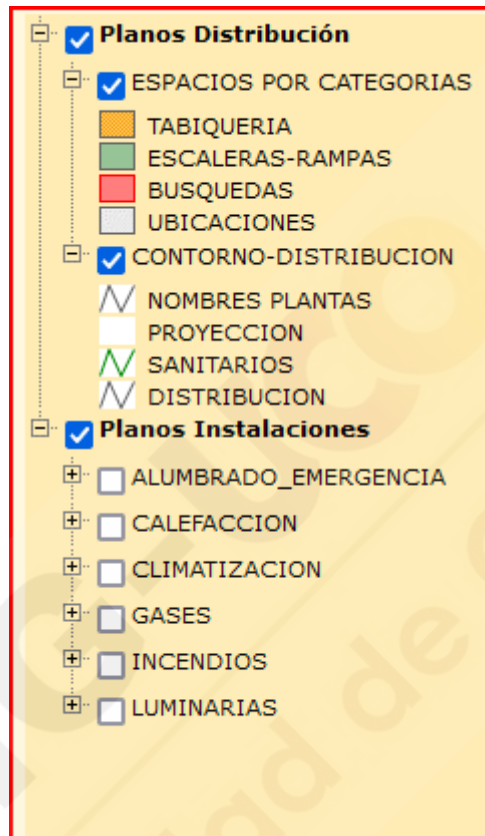 Planos Distribución
ESPACIOS POR CATEGORIAS
TABIQUERIA
ESCALERAS-RAMPAS
BUSQUEDAS
UBICACIONES
CONTORNO-DISTRIBUCION
NOMBRES PLANTAS
PROYECCION
SANITARIOS
DISTRIBUCION
Planos Instalaciones
ALUMBRADO_EMERGENCIA
CALEFACCION
CLIMATIZACION
GASES
INCENDIOS
LUMINARIAS